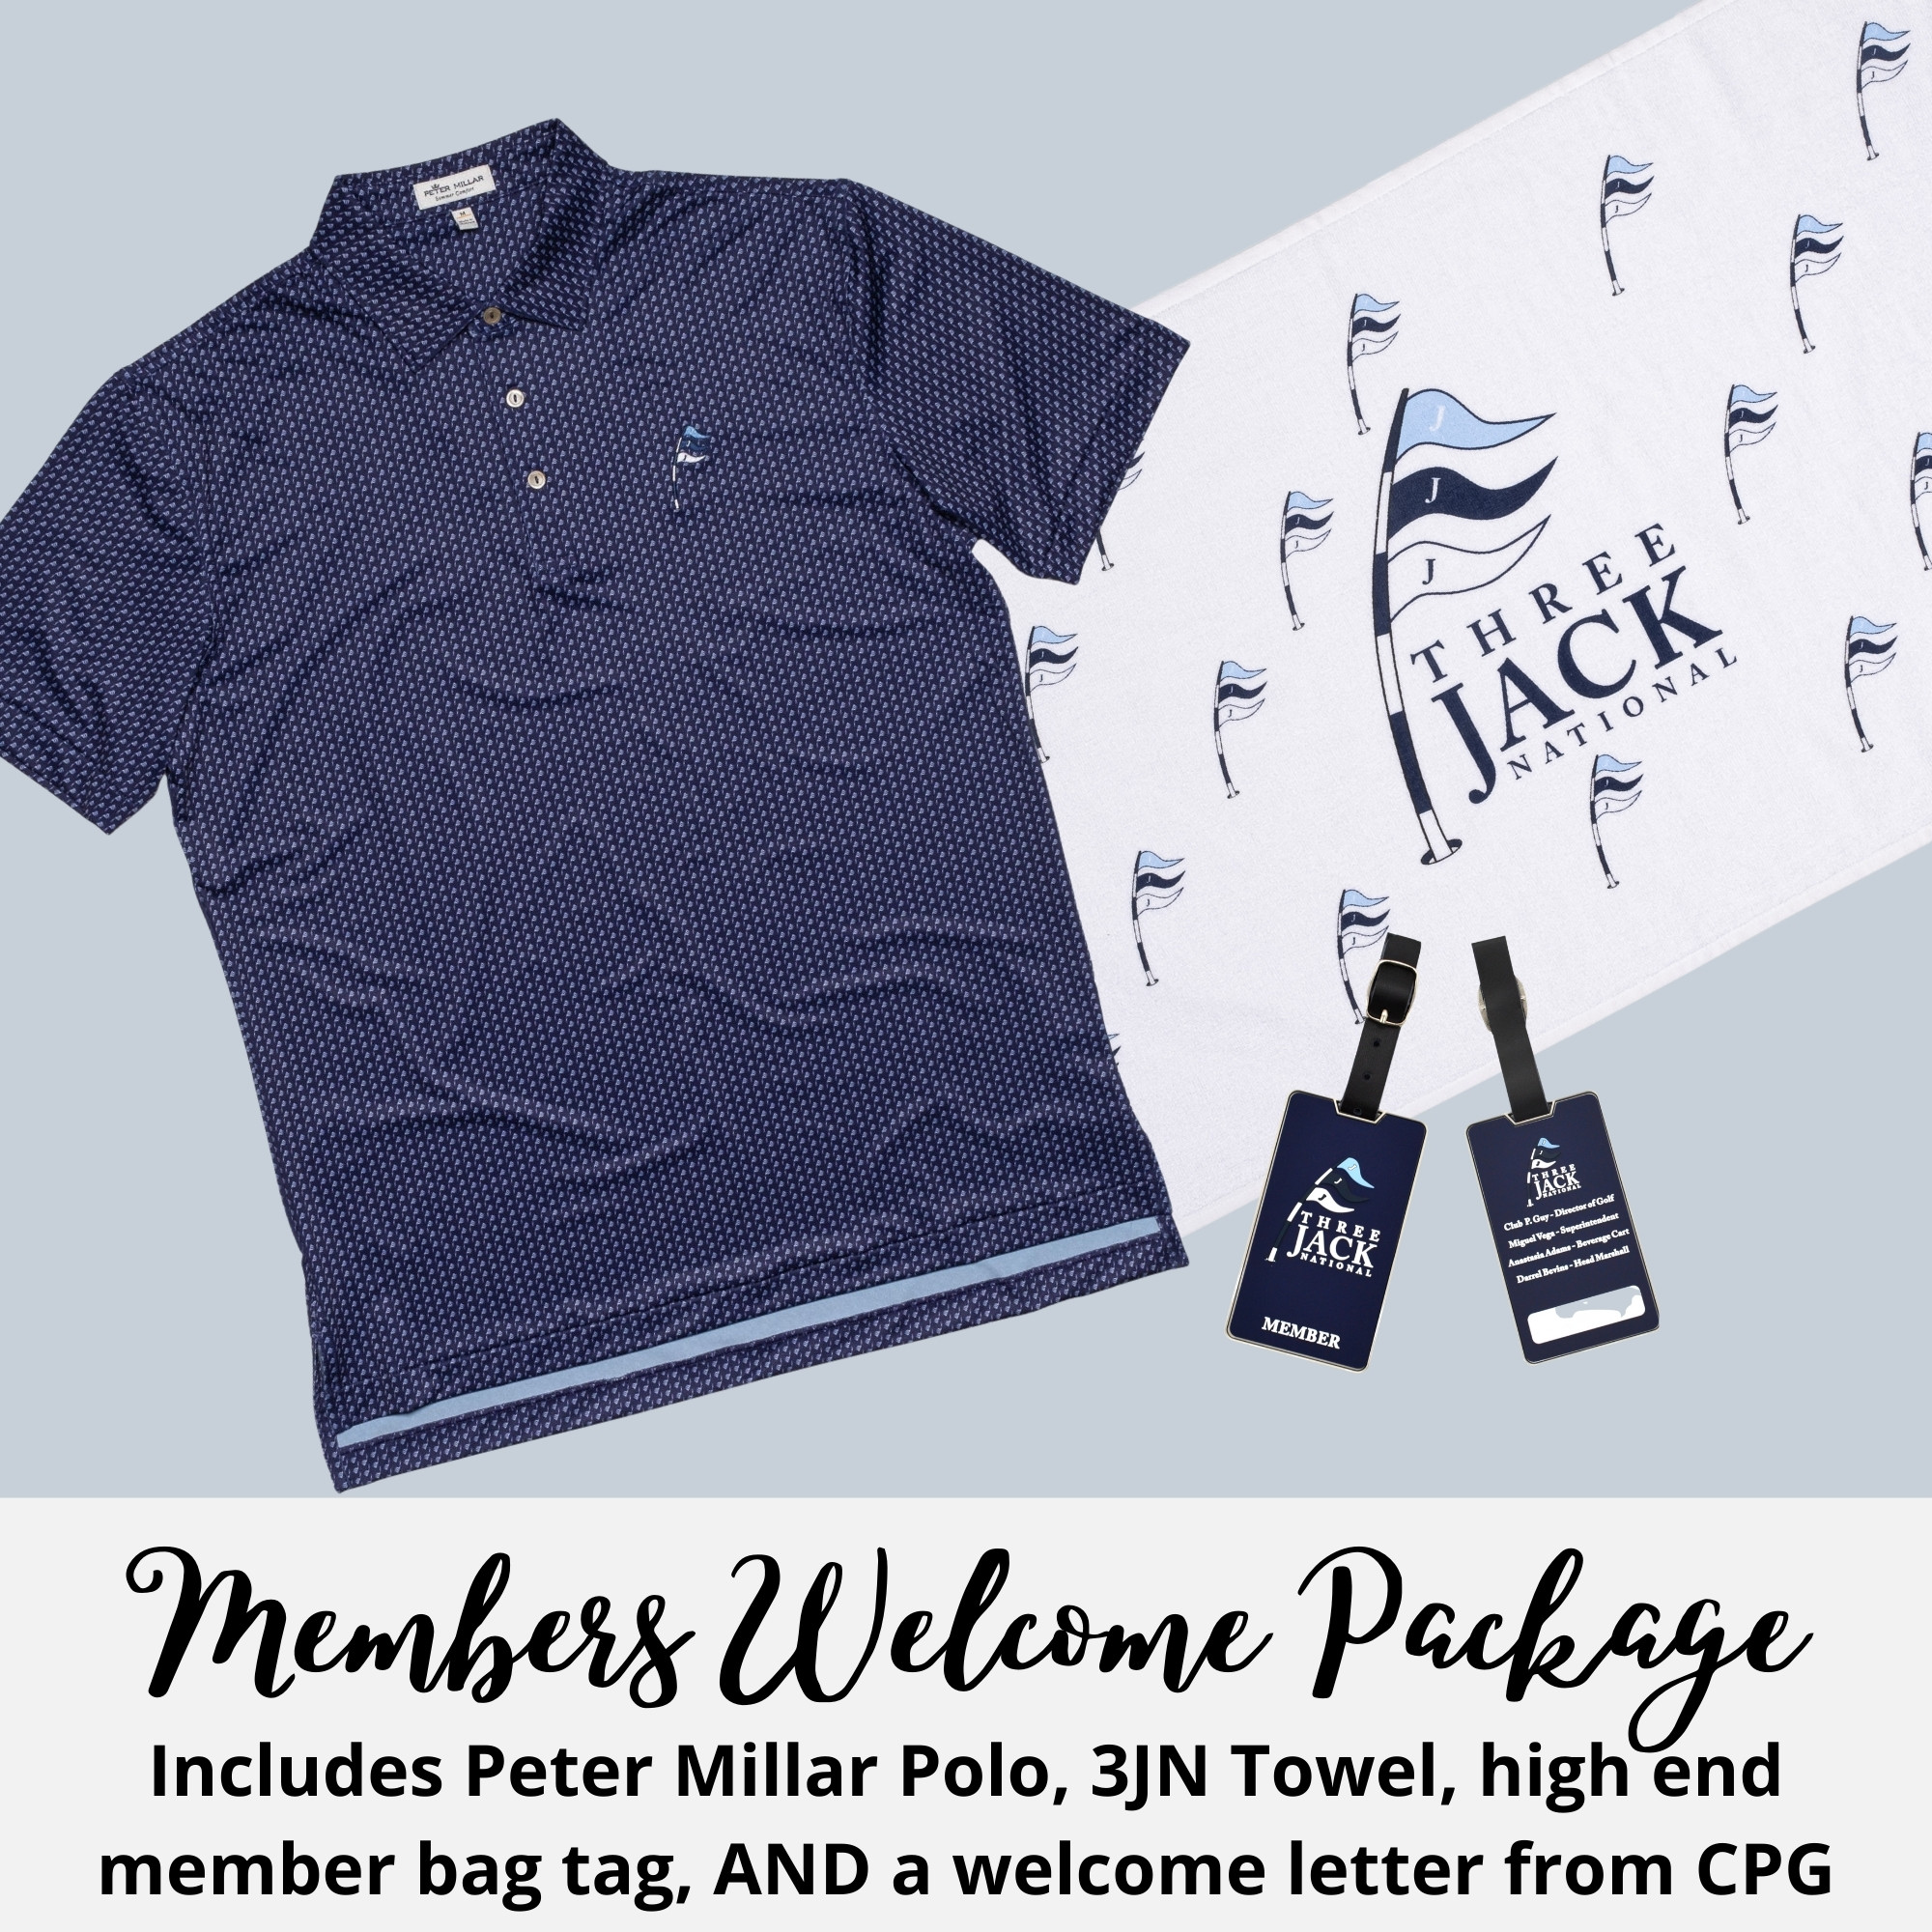 PETER MILLAR
Summer Comfort
M
J
J
J
THREE
JACK
NATIONAL
THREE
JACK
NATIONAL
MEMBER
THREE
JACK
NATIONAL
Club P. Guy - Director of Golf
Miguel Vega - Superintendent
Anastasia Adams - Beverage Cart
Darrel Bevins - Head Marshall
Members Welcome Package
Includes Peter Millar Polo, 3JN Towel, high end
member bag tag, AND a welcome letter from CPG